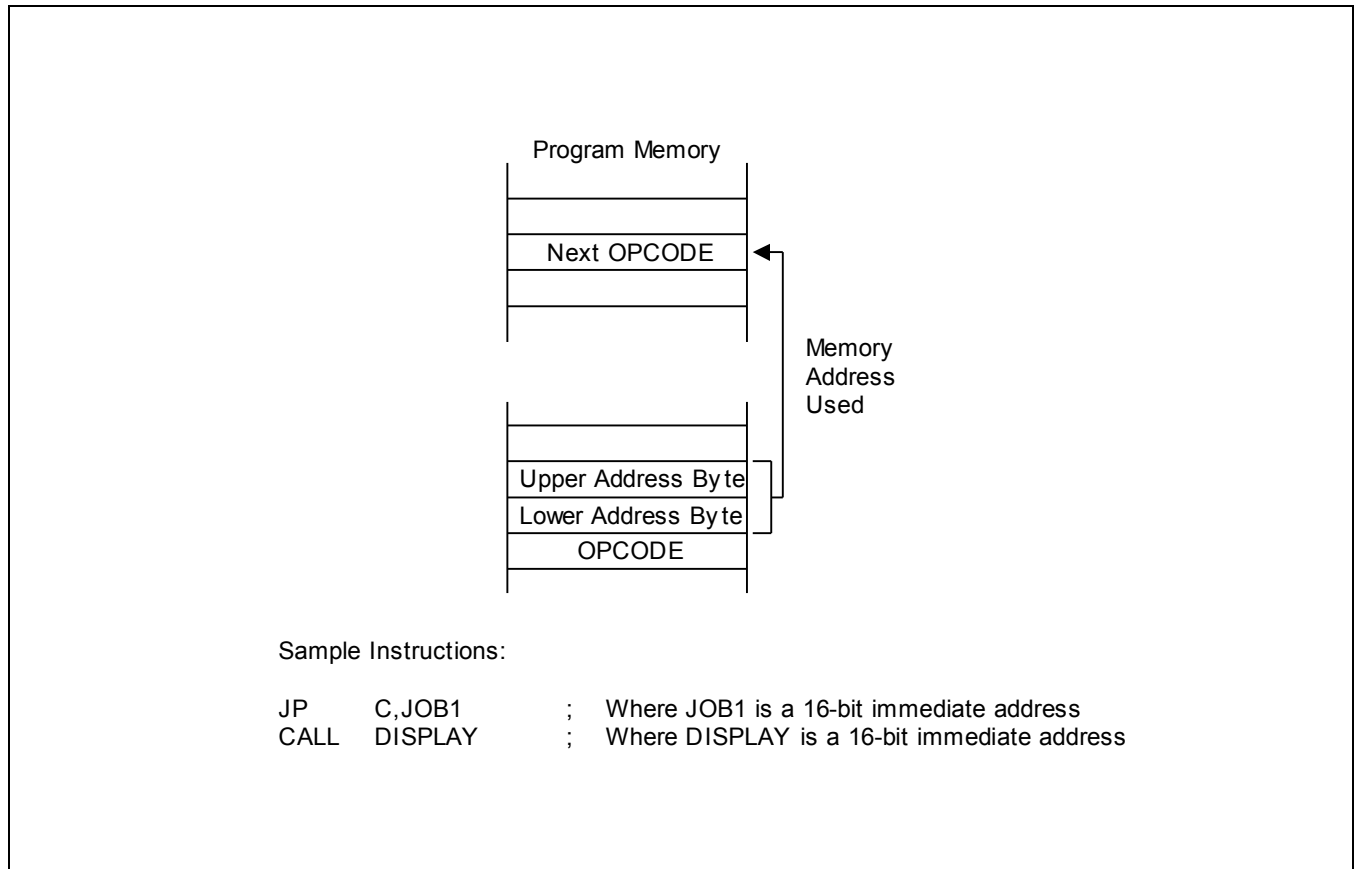 Program Memory
Next OPCODE
Memory
Address
Used
Upper Address Byte
Lower Address Byte
OPCODE
Sample Instructions:
JP C,JOB1 ; Where JOB1 is a 16-bit immediate address
CALL DISPLAY ; Where DISPLAY is a 16-bit immediate address